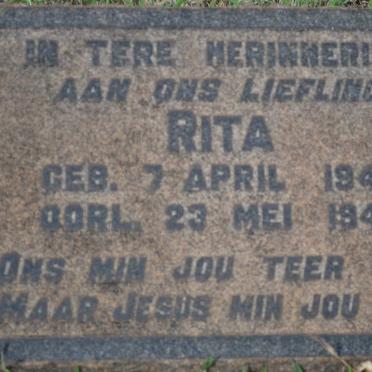 IN TERE HERINNERI
AAN ONS LIEFLIN
RITA
GEB. 7 APRIL 194
OORL. 23 MEI 194
ONS MIN JOU TEER
MAAR JESUS MIN JOU